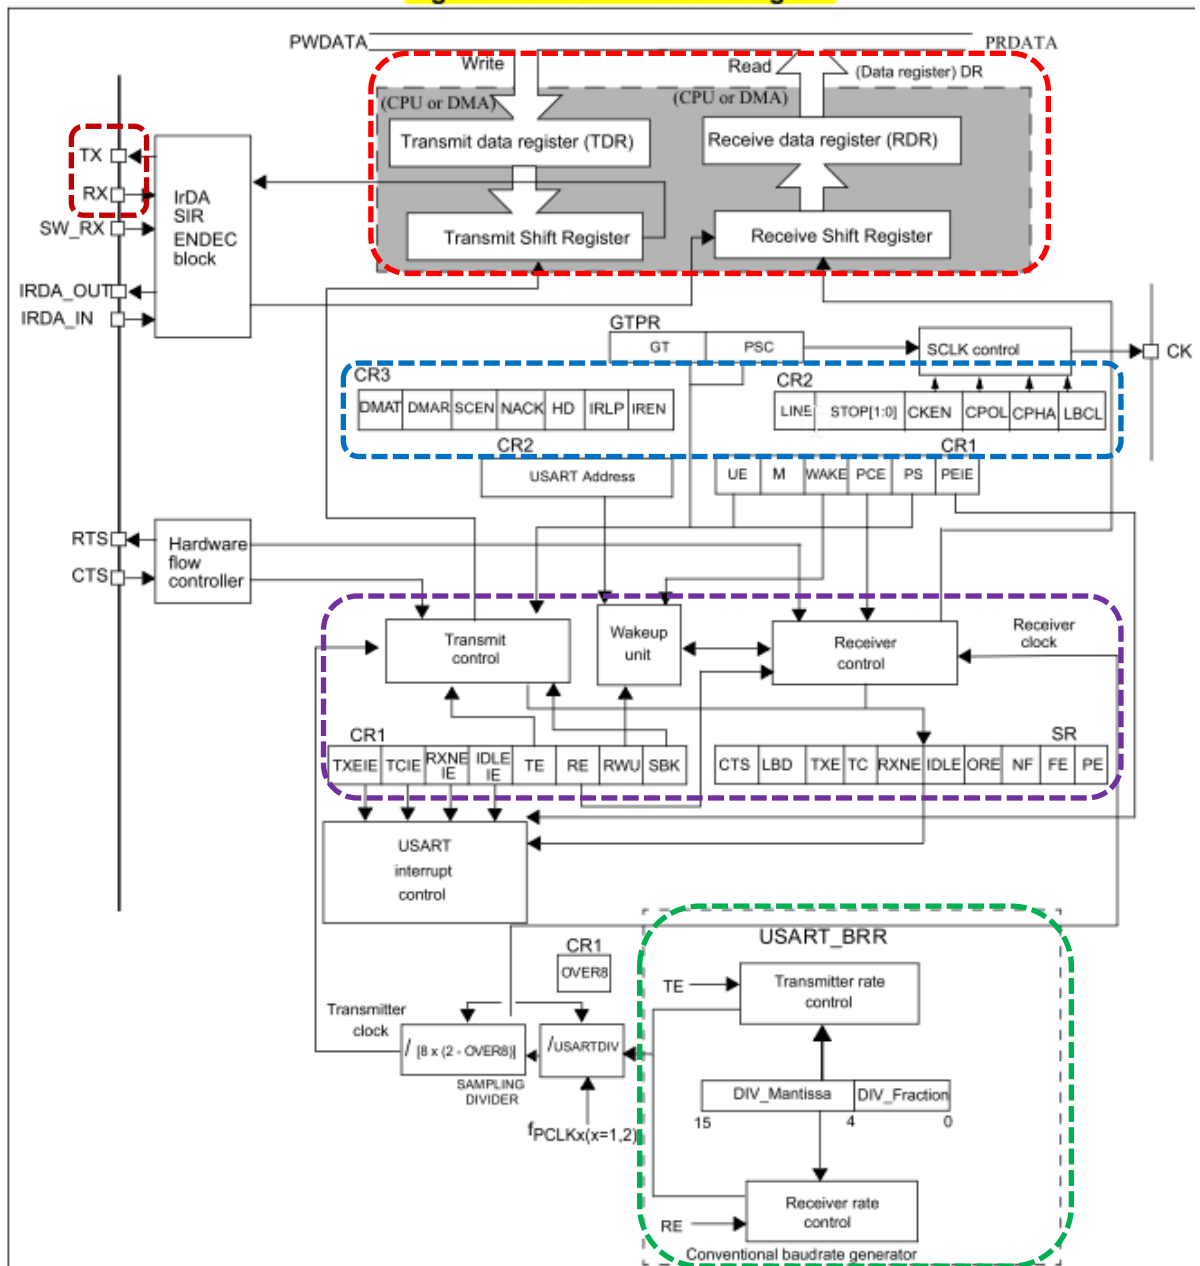 PWDATA
PRDATA
Write
Read
(Data register) DR
(CPU or DMA)
(CPU or DMA)
Transmit data register (TDR)
Receive data register (RDR)
TX
RX
SW_RX
IRDA_OUT
IRDA_IN
IrDA
SIR
ENDEC
block
Transmit Shift Register
Receive Shift Register
GTPR
GT
PSC
SCLK control
CK
CR3
DMAT DMAR SCEN NACK HD IRLP IREN
CR2
LINE STOP[1:0] CKEN CPOL CPHA LBCL
CR2
USART Address
CR1
UE M WAKE PCE PS PEIE
RTS
CTS
Hardware
flow
controller
Transmit
control
Wakeup
unit
Receiver
control
Receiver
clock
CR1
TXEIE TCIE RXNE IE IDLE IE TE RE RWU SBK
SR
CTS LBD TXE TC RXNE IDLE ORE NF FE PE
USART
interrupt
control
USART_BRR
CR1
OVER8
TE
Transmitter rate
control
Transmitter
clock
/ [8 x (2 - OVER8)]
/USARTDIV
SAMPLING
DIVIDER
fPCLKx(x=1,2)
DIV_Mantissa DIV_Fraction
15 4 0
RE
Receiver rate
control
Conventional baudrate generator